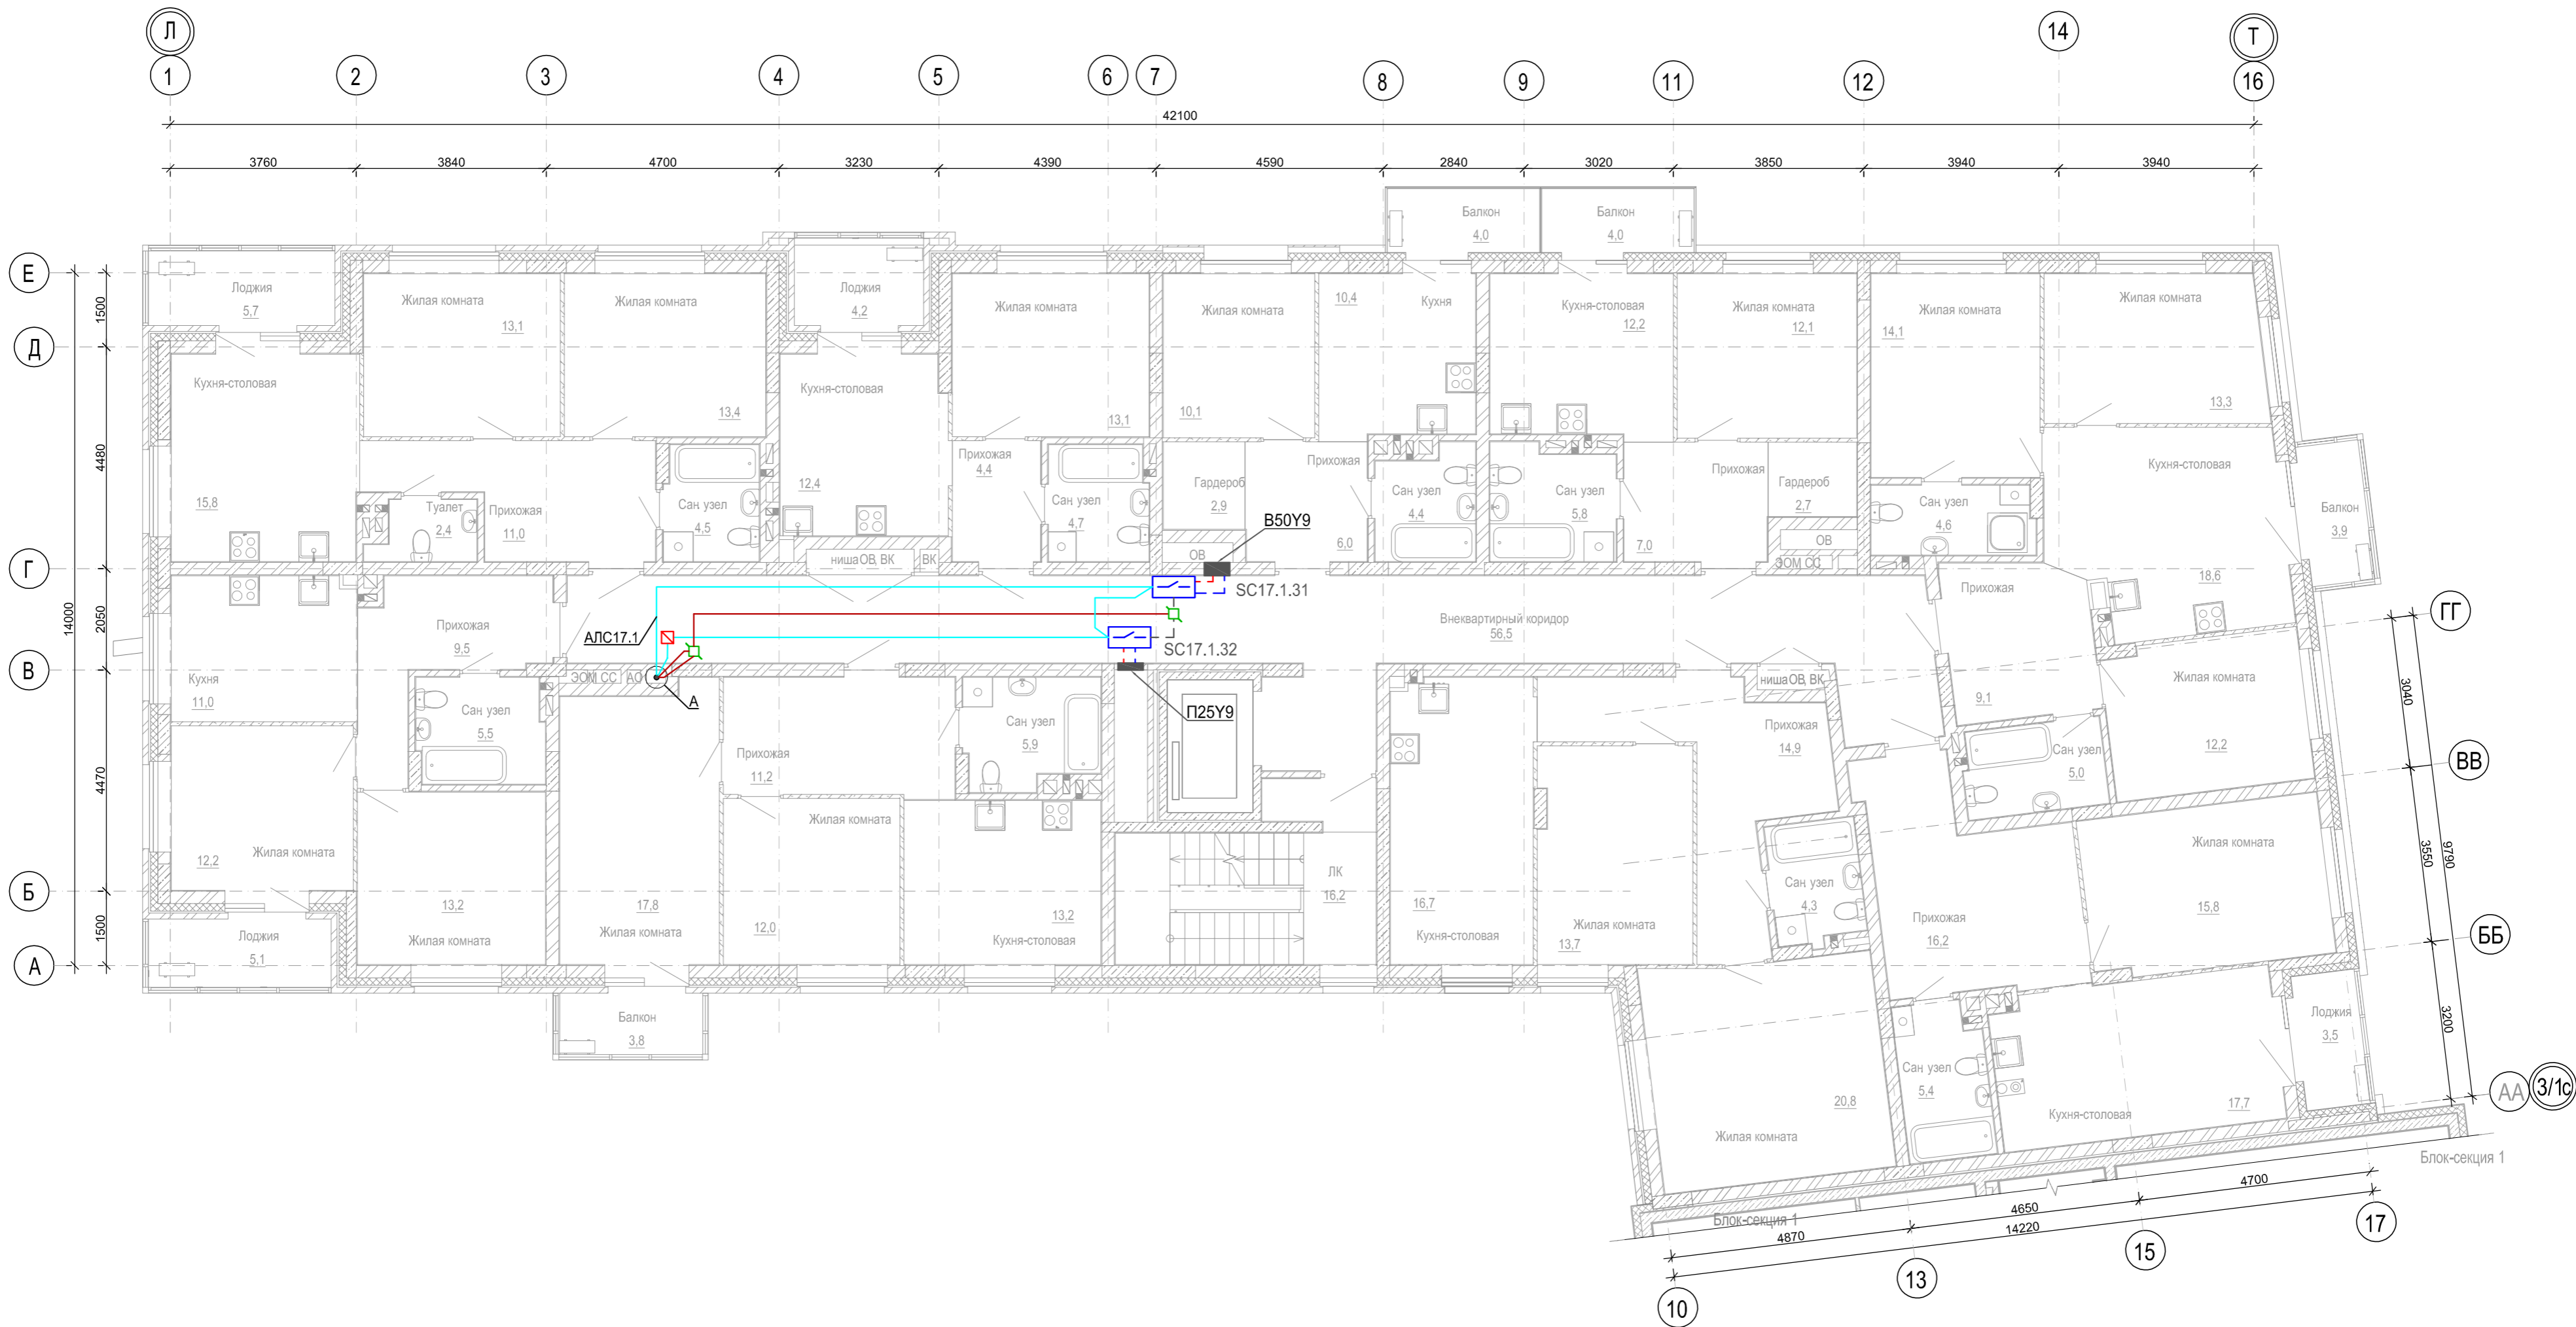 Л
14
Т
1
2
3
4
5
6
7
8
9
11
12
16
42100
3760
3840
4700
3230
4390
4590
2840
3020
3850
3940
3940
Балкон
4,0
Балкон
4,0
Е
Д
Г
В
Б
А
1500
4480
2050
4470
1500
14000
Лоджия
5,7
Жилая комната
13,1
Жилая комната
13,4
Лоджия
4,2
Жилая комната
13,1
Жилая комната
10,1
10,4
Кухня
Кухня-столовая
12,2
Жилая комната
12,1
Жилая комната
14,1
Жилая комната
13,3
Кухня-столовая
15,8
Кухня-столовая
12,4
Прихожая
4,4
Прихожая
6,0
Прихожая
7,0
Кухня-столовая
18,6
Туалет
2,4
Прихожая
11,0
Сан. узел
4,5
Сан. узел
4,7
Гардероб
2,9
Сан. узел
4,4
Сан. узел
5,8
Гардероб
2,7
Сан. узел
4,6
Балкон
3,9
В50Y9
ниша ОВ, ВК
ВК
ОВ
ОВ
ЭОМ СС
SC17.1.31
АЛС17.1
SC17.1.32
Внеквартирный коридор
56,5
Прихожая
9,1
Прихожая
9,5
Кухня
11,0
ЭОМ СС
АО
А
П25Y9
ниша ОВ, ВК
Жилая комната
12,2
Сан. узел
5,5
Прихожая
11,2
Сан. узел
5,9
Прихожая
14,9
Сан. узел
5,0
Жилая комната
12,2
Жилая комната
13,2
Жилая комната
17,8
Жилая комната
12,0
Кухня-столовая
13,2
ЛК
16,2
16,7
Кухня-столовая
Жилая комната
13,7
Сан. узел
4,3
Прихожая
16,2
Жилая комната
15,8
Лоджия
5,1
Балкон
3,8
Лоджия
3,5
Жилая комната
20,8
Сан. узел
5,4
Кухня-столовая
17,7
ГГ
ВВ
ББ
АА
3/1с
3040
3550
3200
9790
Блок-секция 1
Блок-секция 1
4870
4650
4700
14220
10
13
15
17